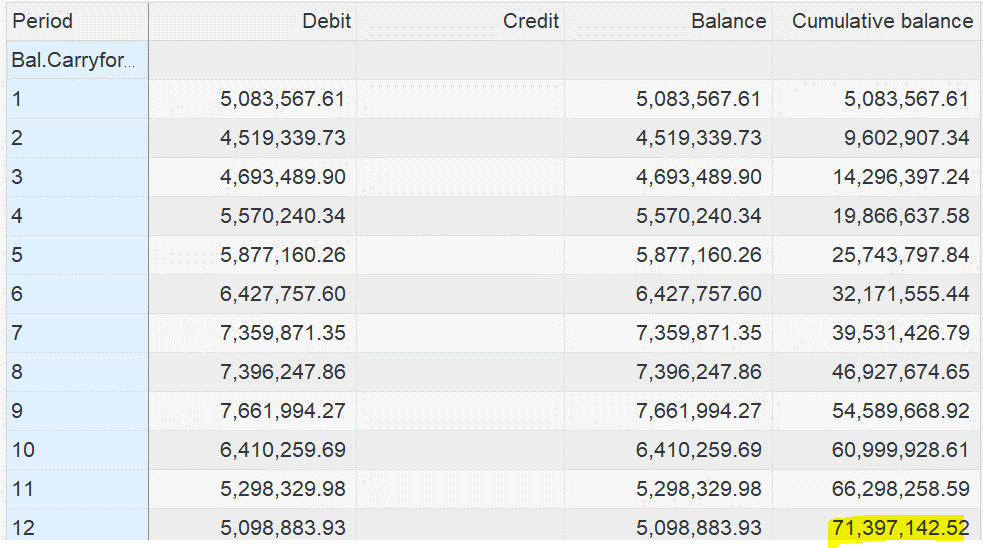 Period Debit Credit Balance Cumulative balance
Bal.Carryfor...
1 5,083,567.61 5,083,567.61 5,083,567.61
2 4,519,339.73 4,519,339.73 9,602,907.34
3 4,693,489.90 4,693,489.90 14,296,397.24
4 5,570,240.34 5,570,240.34 19,866,637.58
5 5,877,160.26 5,877,160.26 25,743,797.84
6 6,427,757.60 6,427,757.60 32,171,555.44
7 7,359,871.35 7,359,871.35 39,531,426.79
8 7,396,247.86 7,396,247.86 46,927,674.65
9 7,661,994.27 7,661,994.27 54,589,668.92
10 6,410,259.69 6,410,259.69 60,999,928.61
11 5,298,329.98 5,298,329.98 66,298,258.59
12 5,098,883.93 5,098,883.93 71,397,142.52